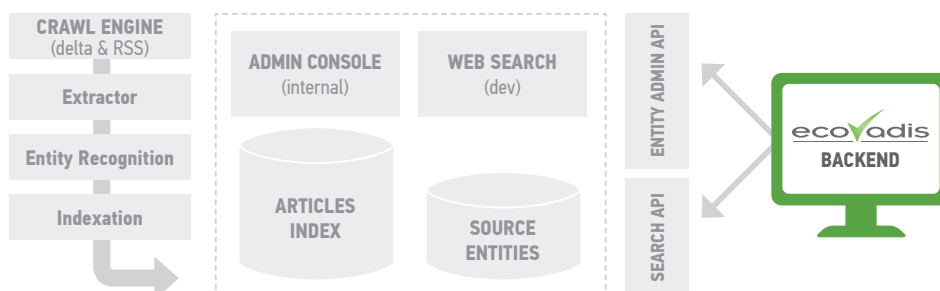 CRAWL ENGINE
(delta & RSS)
Extractor
Entity Recognition
Indexation
ADMIN CONSOLE
(internal)
WEB SEARCH
(dev)
ARTICLES
INDEX
SOURCE
ENTITIES
ENTITY ADMIN API
SEARCH API
ecovadis
BACKEND